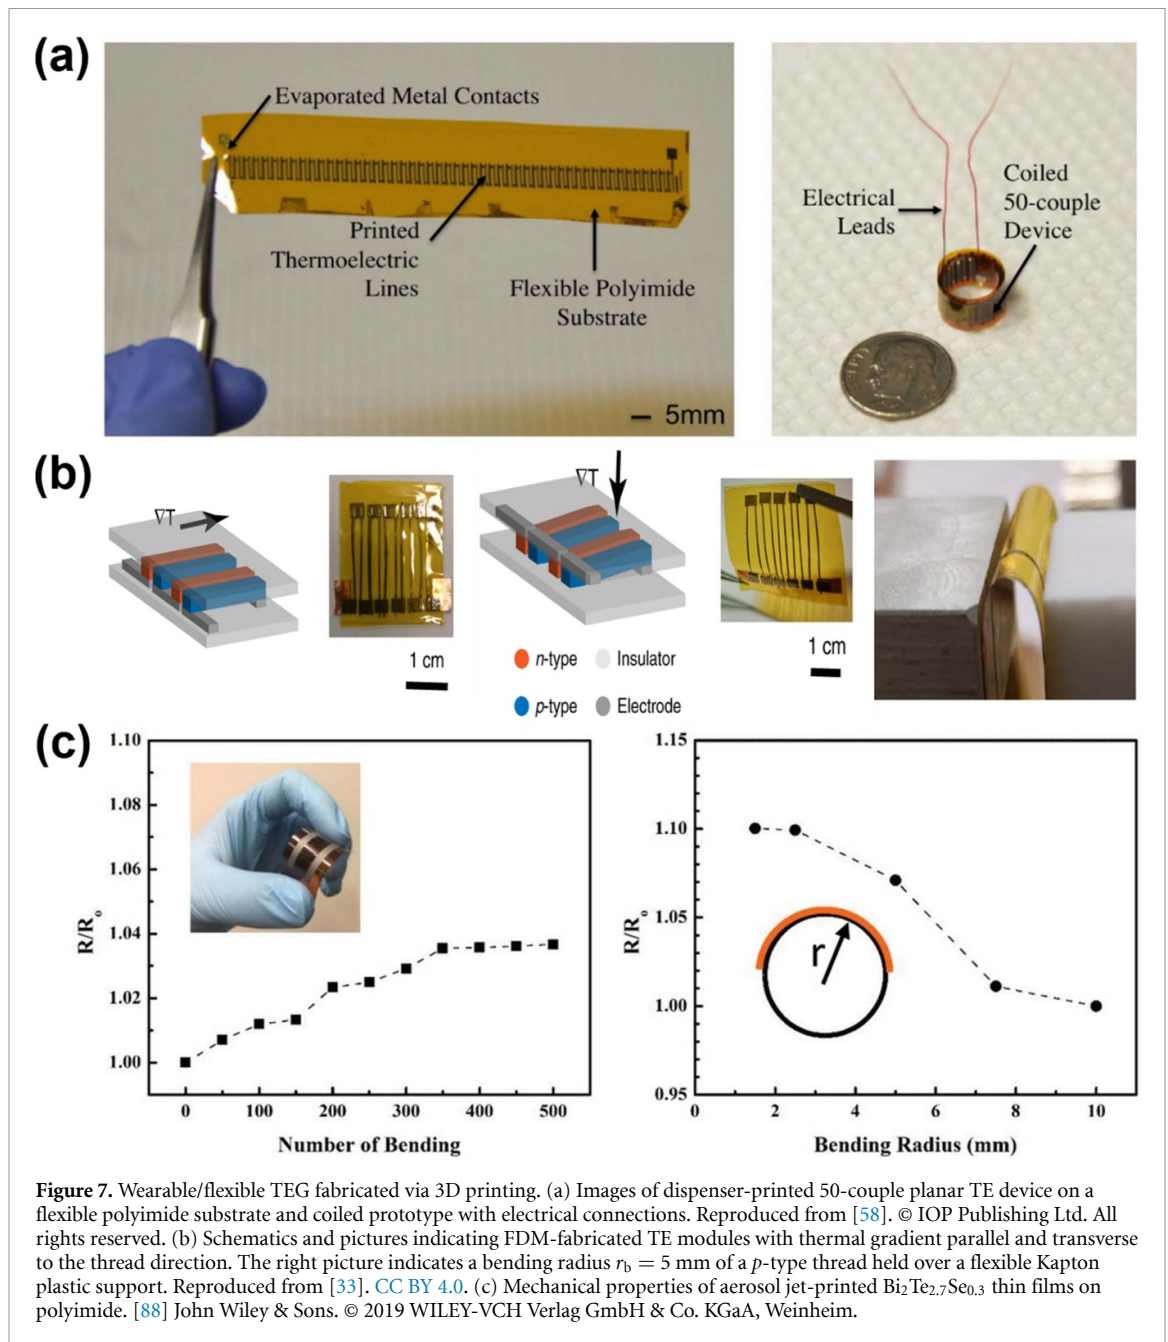 (a)
Evaporated Metal Contacts
Printed
Thermoelectric
Lines
Flexible Polyimide
Substrate
5mm
Electrical
Leads
Coiled
50-couple
Device
(b)
∇T
1 cm
∇T
n-type
Insulator
p-type
Electrode
1 cm
(c)
1.10
1.08
1.06
1.04
1.02
1.00
R/Ro
0
100
200
300
400
500
Number of Bending
1.15
1.10
1.05
1.00
0.95
R/Ro
r
0
2
4
6
8
10
Bending Radius (mm)
Figure 7. Wearable/flexible TEG fabricated via 3D printing. (a) Images of dispenser-printed 50-couple planar TE device on a
flexible polyimide substrate and coiled prototype with electrical connections. Reproduced from [58]. © IOP Publishing Ltd. All
rights reserved. (b) Schematics and pictures indicating FDM-fabricated TE modules with thermal gradient parallel and transverse
to the thread direction. The right picture indicates a bending radius rb = 5 mm of a p-type thread held over a flexible Kapton
plastic support. Reproduced from [33]. CC BY 4.0. (c) Mechanical properties of aerosol jet-printed Bi2Te2.7Se0.3 thin films on
polyimide. [88] John Wiley & Sons. © 2019 WILEY-VCH Verlag GmbH & Co. KGaA, Weinheim.